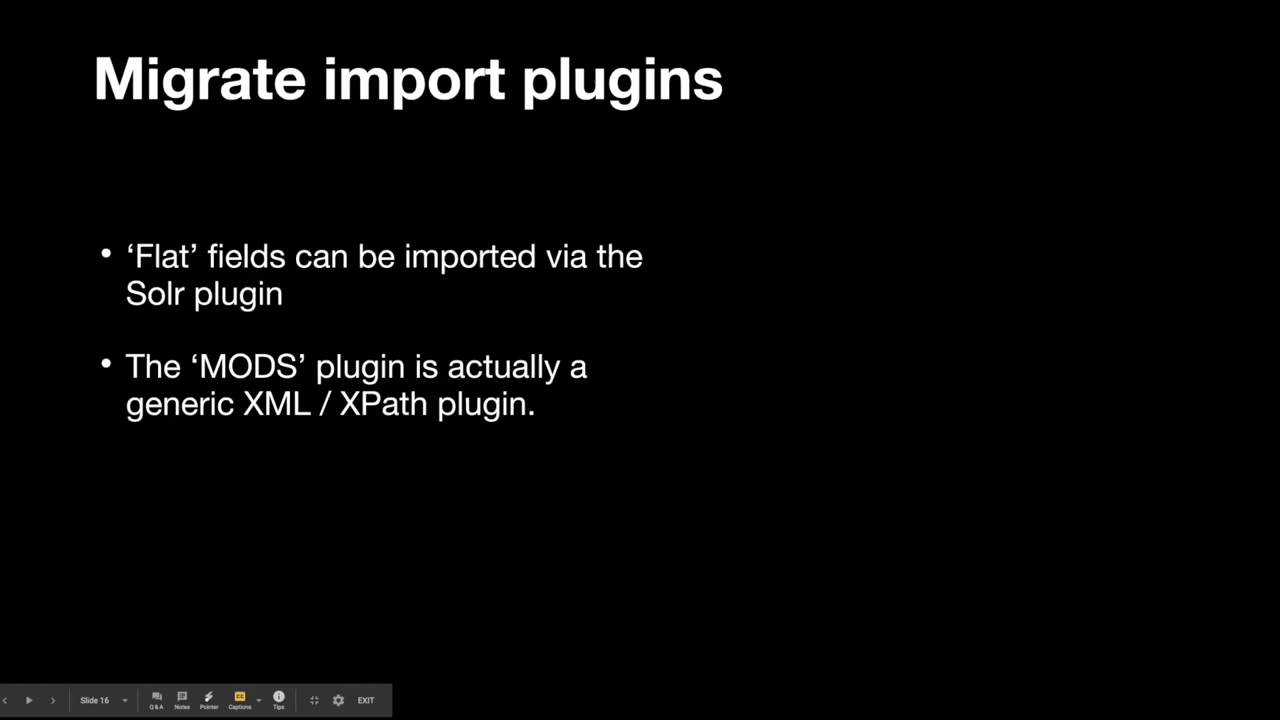 Migrate import plugins
• ‘Flat’ fields can be imported via the
Solr plugin
• The ‘MODS’ plugin is actually a
generic XML / XPath plugin.
Slide 16
Q & A
Notes
Pointer
CC
Captions
Tips
EXIT